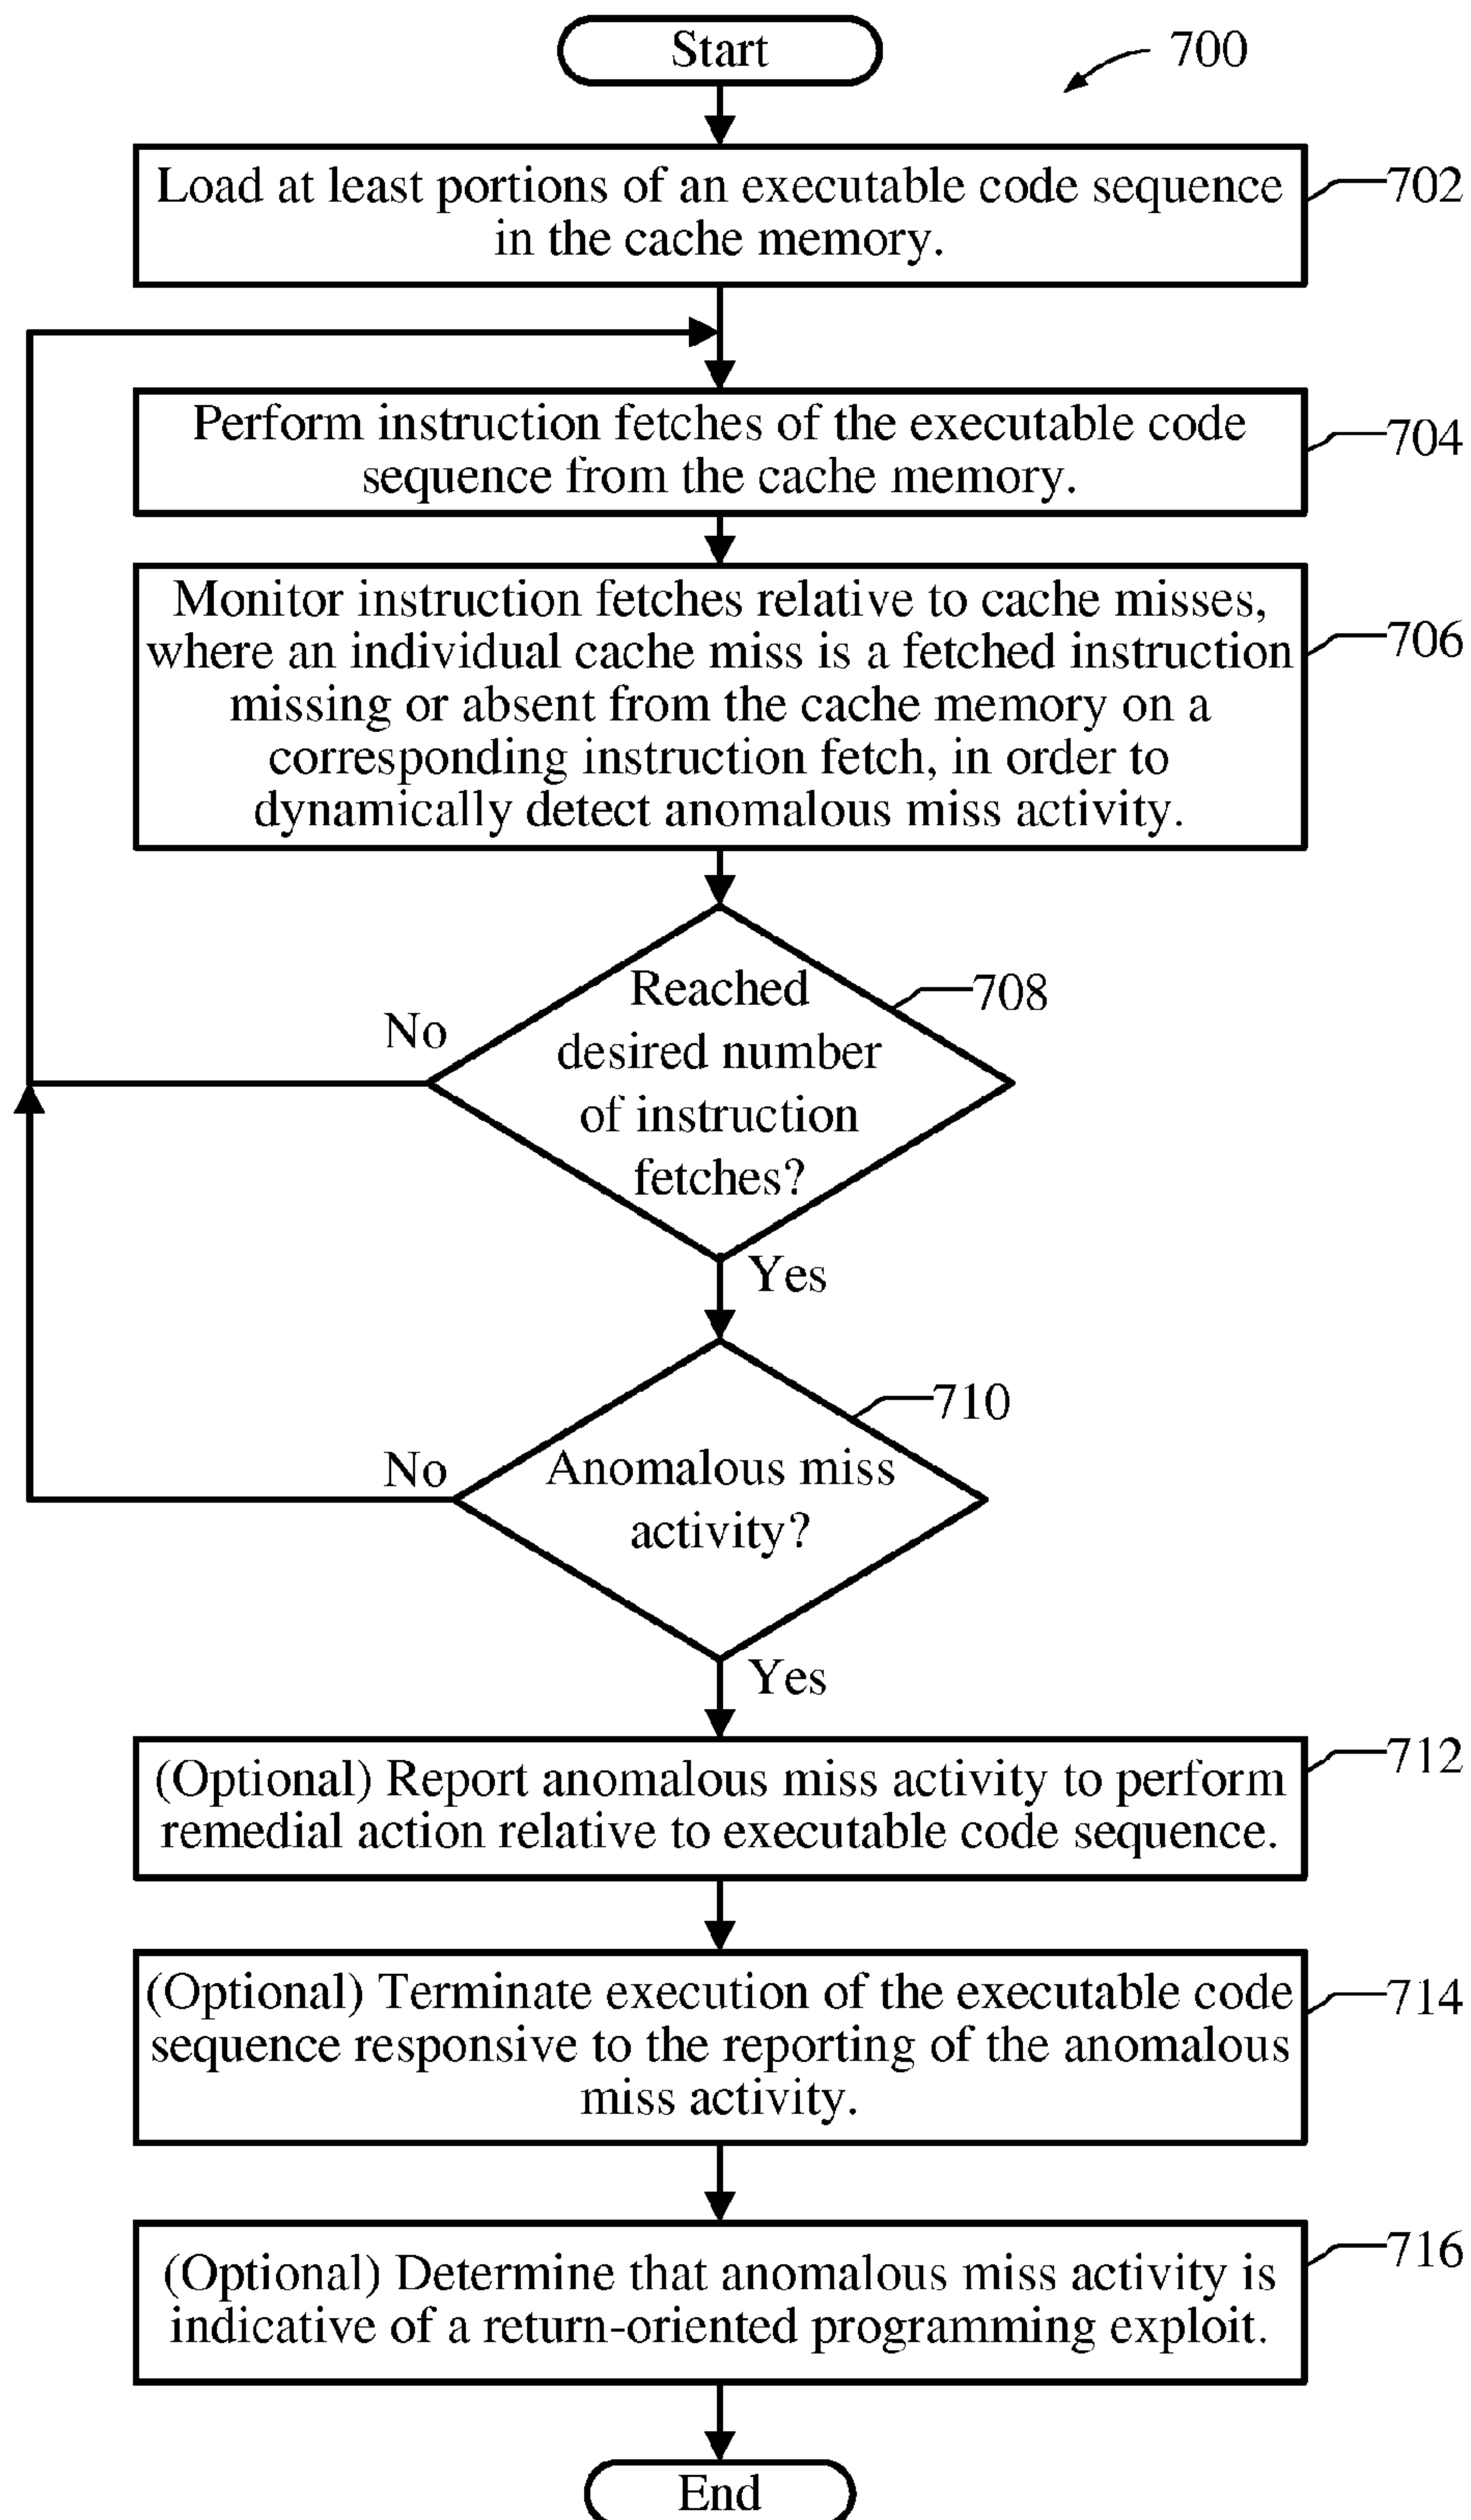 Start
700
Load at least portions of an executable code sequence
in the cache memory.
702
Perform instruction fetches of the executable code
sequence from the cache memory.
704
Monitor instruction fetches relative to cache misses,
where an individual cache miss is a fetched instruction
missing or absent from the cache memory on a
corresponding instruction fetch, in order to
dynamically detect anomalous miss activity.
706
Reached
desired number
of instruction
fetches?
708
No
Yes
Anomalous miss
activity?
710
No
Yes
(Optional) Report anomalous miss activity to perform
remedial action relative to executable code sequence.
712
(Optional) Terminate execution of the executable code
sequence responsive to the reporting of the anomalous
miss activity.
714
(Optional) Determine that anomalous miss activity is
indicative of a return-oriented programming exploit.
716
End